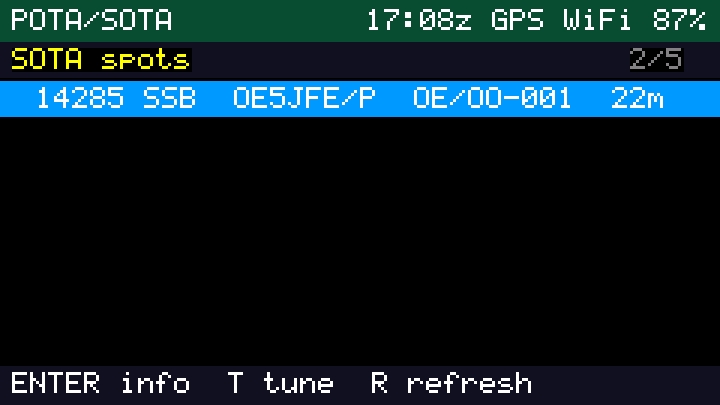 POTA/SOTA 17:08z GPS WiFi 87%
SOTA spots 2/5
14285 SSB OE5JFE/P OE/OO-001 22m
ENTER info T tune R refresh